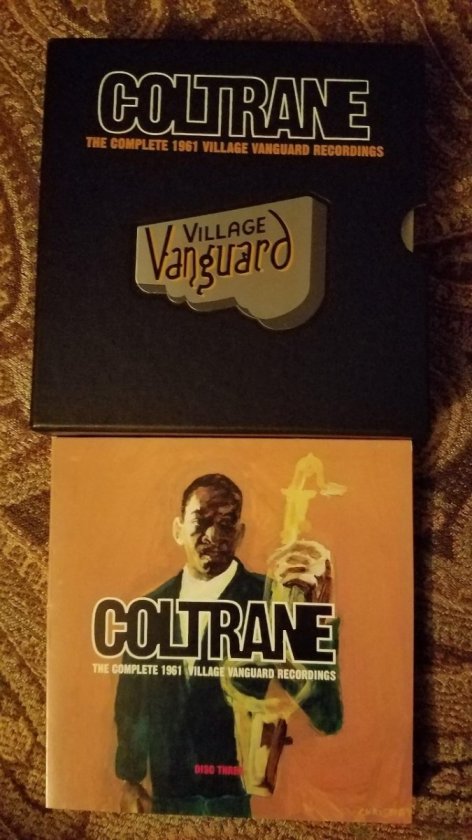 COLTRANE
THE COMPLETE 1961 VILLAGE VANGUARD RECORDINGS
VILLAGE
Vanguard
COLTRANE
THE COMPLETE 1961 VILLAGE VANGUARD RECORDINGS
DISC THREE